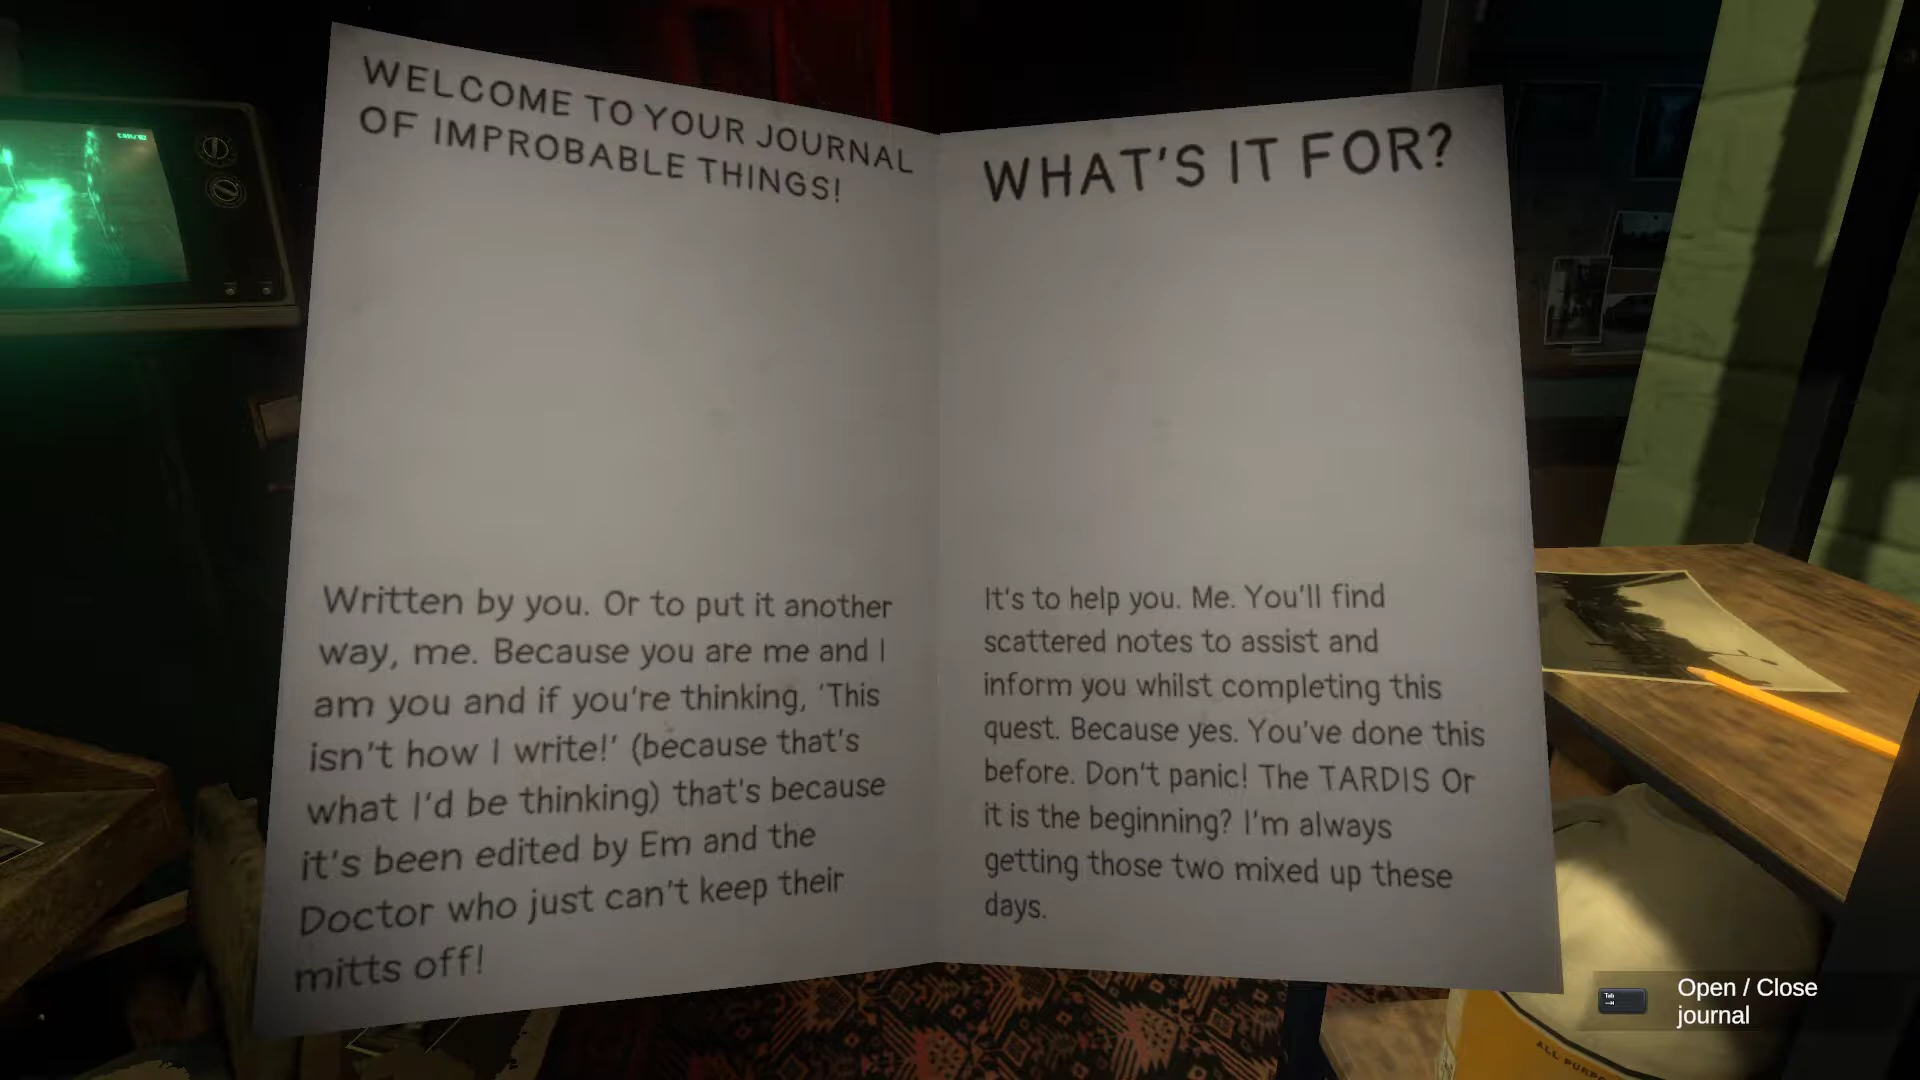 WELCOME TO YOUR JOURNAL
OF IMPROBABLE THINGS!
Written by you. Or to put it another
way, me. Because you are me and I
am you and if you're thinking, 'This
isn't how I write!' (because that's
what I'd be thinking) that's because
it's been edited by Em and the
Doctor who just can't keep their
mitts off!
WHAT'S IT FOR?
It's to help you. Me. You'll find
scattered notes to assist and
inform you whilst completing this
quest. Because yes. You've done this
before. Don't panic! The TARDIS Or
it is the beginning? I'm always
getting those two mixed up these
days.
Tab
Open / Close
journal